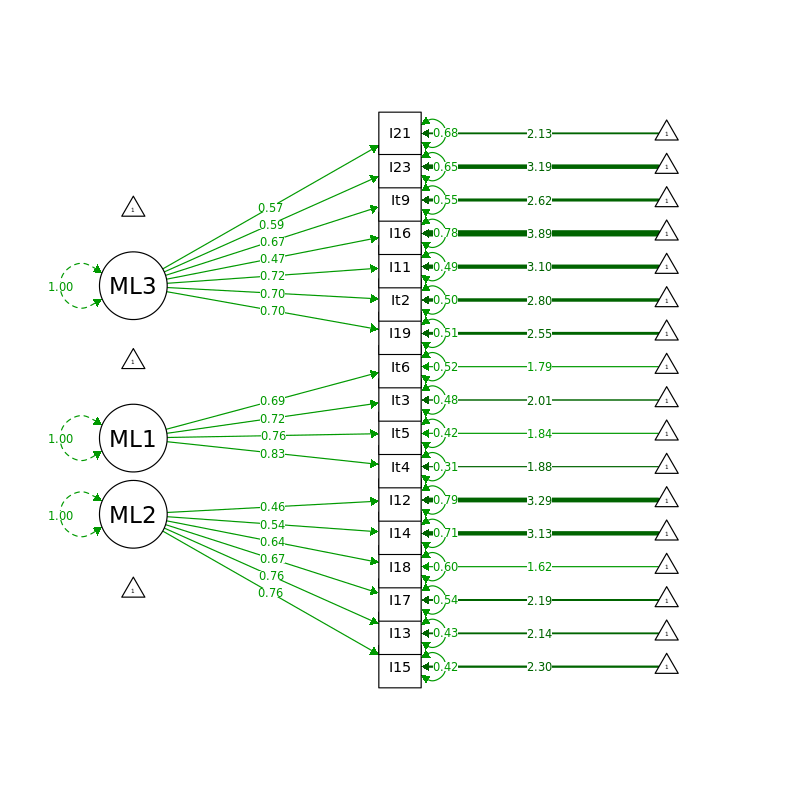 I21 0.68 2.13 1
0.57 I23 0.65 3.19 1
1 0.59 It9 0.55 2.62 1
0.67 I16 0.78 3.89 1
0.47 I11 0.49 3.10 1
1.00 ML3 0.72 It2 0.50 2.80 1
0.70 I19 0.51 2.55 1
0.70
1 It6 0.52 1.79 1
0.69 It3 0.48 2.01 1
0.72 It5 0.42 1.84 1
1.00 ML1 0.76 It4 0.31 1.88 1
0.83
I12 0.79 3.29 1
1.00 ML2 0.46 I14 0.71 3.13 1
0.54 I18 0.60 1.62 1
0.64 I17 0.54 2.19 1
0.67 I13 0.43 2.14 1
0.76 I15 0.42 2.30 1
1 0.76